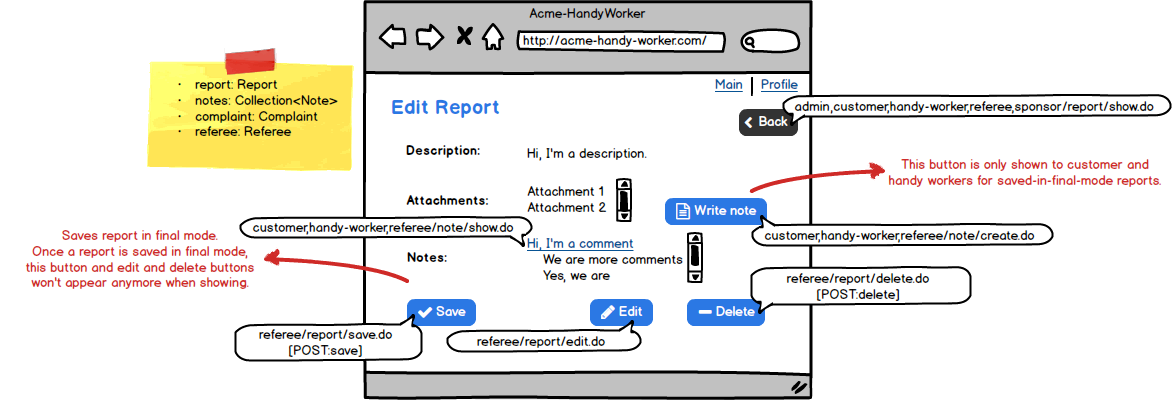 Acme-HandyWorker
http://acme-handy-worker.com/
· report: Report
· notes: Collection<Note>
· complaint: Complaint
· referee: Referee
Main
Profile
Edit Report
admin,customer,handy-worker,referee,sponsor/report/show.do
Back
Description:
Hi, I'm a description.
This button is only shown to customer and
handy workers for saved-in-final-mode reports.
Attachments:
Attachment 1
Attachment 2
Write note
customer,handy-worker,referee/note/show.do
customer,handy-worker,referee/note/create.do
Saves report in final mode.
Once a report is saved in final mode,
this button and edit and delete buttons
won't appear anymore when showing.
Notes:
Hi, I'm a comment
We are more comments
Yes, we are
referee/report/delete.do
[POST:delete]
Save
Edit
Delete
referee/report/save.do
[POST:save]
referee/report/edit.do